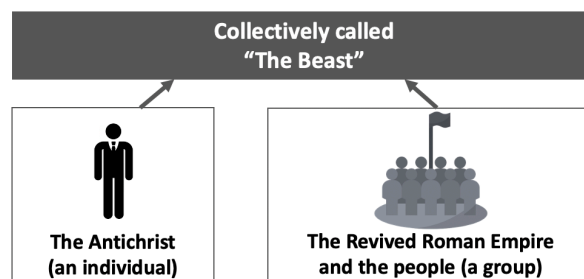 Collectively called
“The Beast”
The Antichrist
(an individual)
The Revived Roman Empire
and the people (a group)